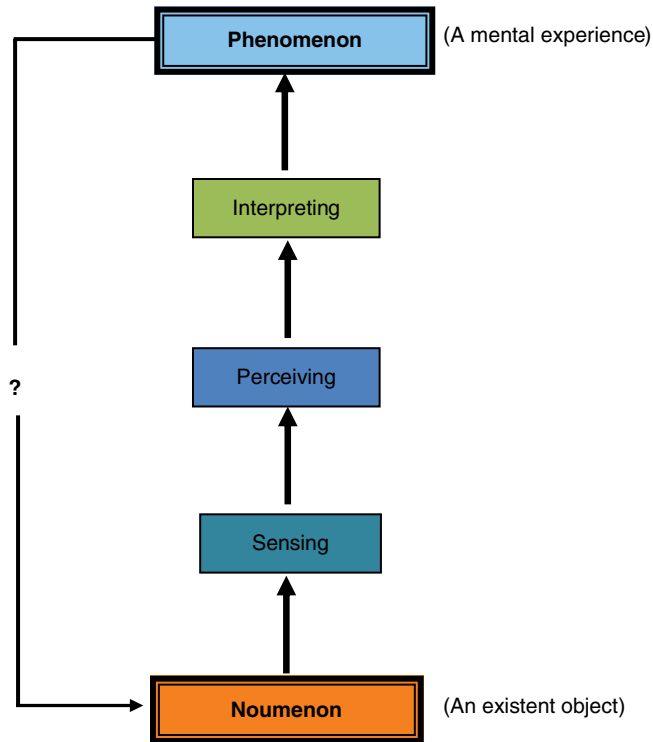 Phenomenon (A mental experience)
Interpreting
?
Perceiving
Sensing
Noumenon (An existent object)